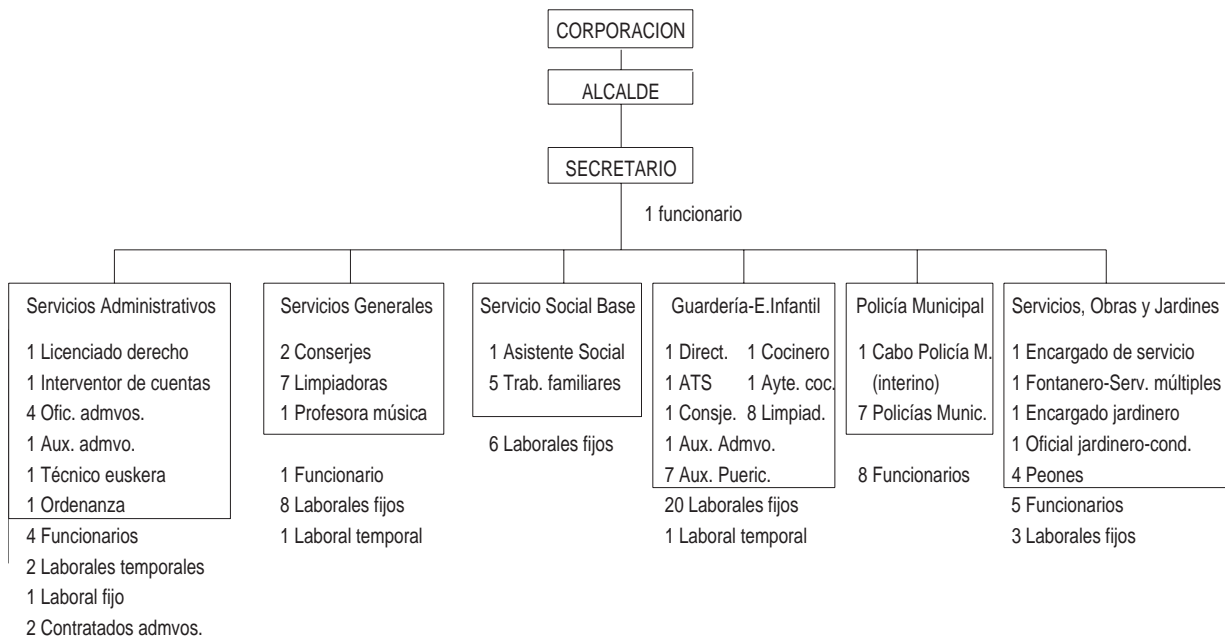 CORPORACION
ALCALDE
SECRETARIO
1 funcionario
Servicios Administrativos
1 Licenciado derecho
1 Interventor de cuentas
4 Ofic. admvos.
1 Aux. admvo.
1 Técnico euskera
1 Ordenanza
4 Funcionarios
2 Laborales temporales
1 Laboral fijo
2 Contratados admvos.
Servicios Generales
2 Conserjes
7 Limpiadoras
1 Profesora música
1 Funcionario
8 Laborales fijos
1 Laboral temporal
Servicio Social Base
1 Asistente Social
5 Trab. familiares
6 Laborales fijos
Guardería-E.Infantil
1 Direct. 1 Cocinero
1 ATS 1 Ayte. coc.
1 Consje. 8 Limpiad.
1 Aux. Admvo.
7 Aux. Pueric.
20 Laborales fijos
1 Laboral temporal
Policía Municipal
1 Cabo Policía M.
(interino)
7 Policías Munic.
8 Funcionarios
Servicios, Obras y Jardines
1 Encargado de servicio
1 Fontanero-Serv. múltiples
1 Encargado jardinero
1 Oficial jardinero-cond.
4 Peones
5 Funcionarios
3 Laborales fijos